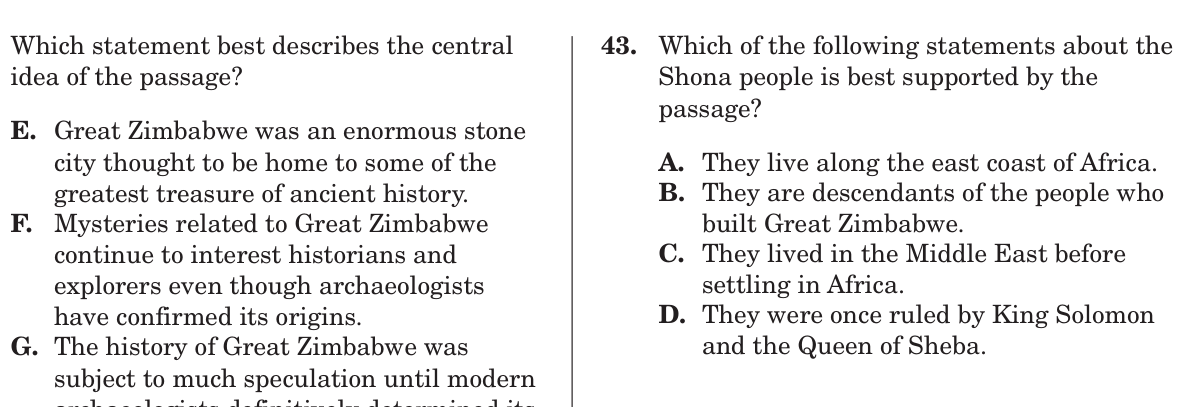 Which statement best describes the central
idea of the passage?
E. Great Zimbabwe was an enormous stone
city thought to be home to some of the
greatest treasure of ancient history.
F. Mysteries related to Great Zimbabwe
continue to interest historians and
explorers even though archaeologists
have confirmed its origins.
G. The history of Great Zimbabwe was
subject to much speculation until modern
archaeologists definitively determined its
43. Which of the following statements about the
Shona people is best supported by the
passage?
A. They live along the east coast of Africa.
B. They are descendants of the people who
built Great Zimbabwe.
C. They lived in the Middle East before
settling in Africa.
D. They were once ruled by King Solomon
and the Queen of Sheba.